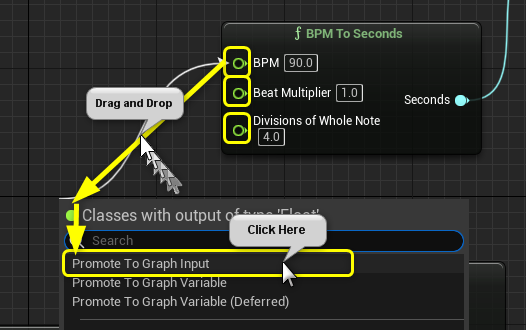 f BPM To Seconds
BPM 90.0
Beat Multiplier 1.0
Seconds
Divisions of Whole Note
4.0
Drag and Drop
Classes with output of type 'Float'
Click Here
Search
Promote To Graph Input
Promote To Graph Variable
Promote To Graph Variable (Deferred)